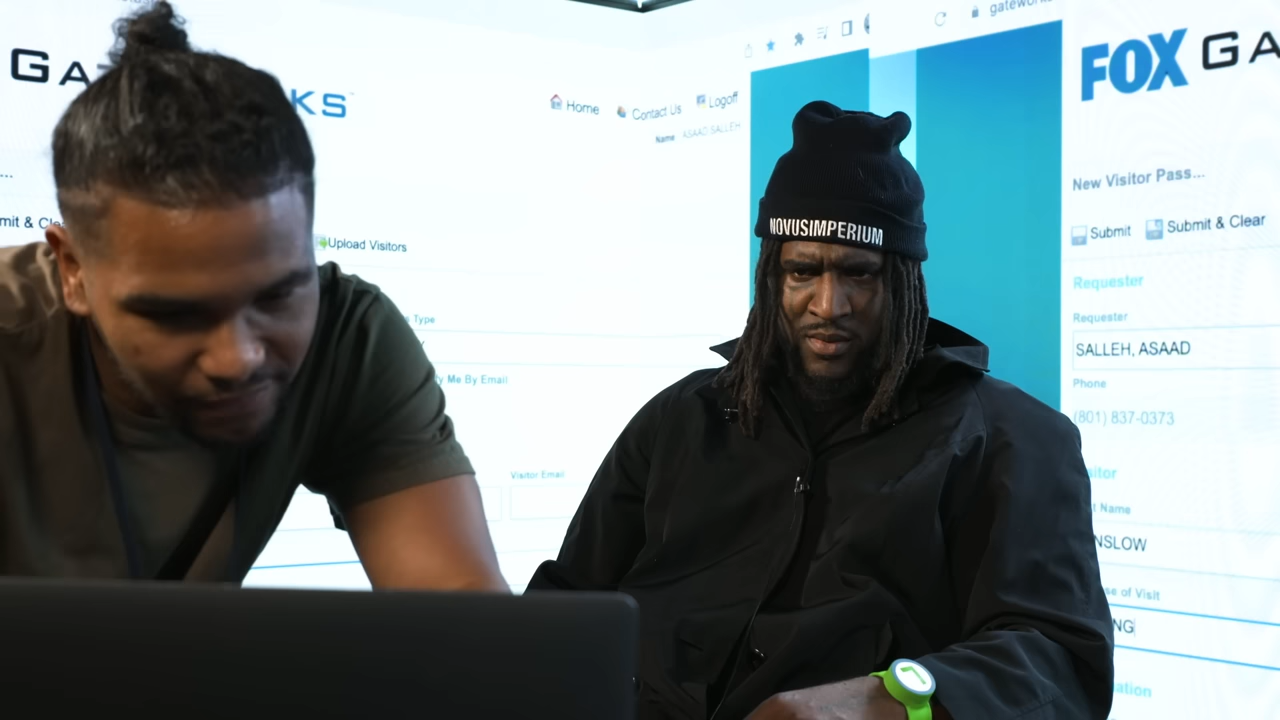 GA
KS
Home
Contact Us
Logoff
Name ASAAD SALLEH
mit & Cle
Upload Visitors
Type
y Me By Email
Visitor Email
NOVUSIMPERIUM
gatework
FOX GA
New Visitor Pass...
Submit
Submit & Clear
Requester
Requester
SALLEH, ASAAD
Phone
(801) 837-0373
sitor
t Name
NSLOW
se of Visit
NG
ation